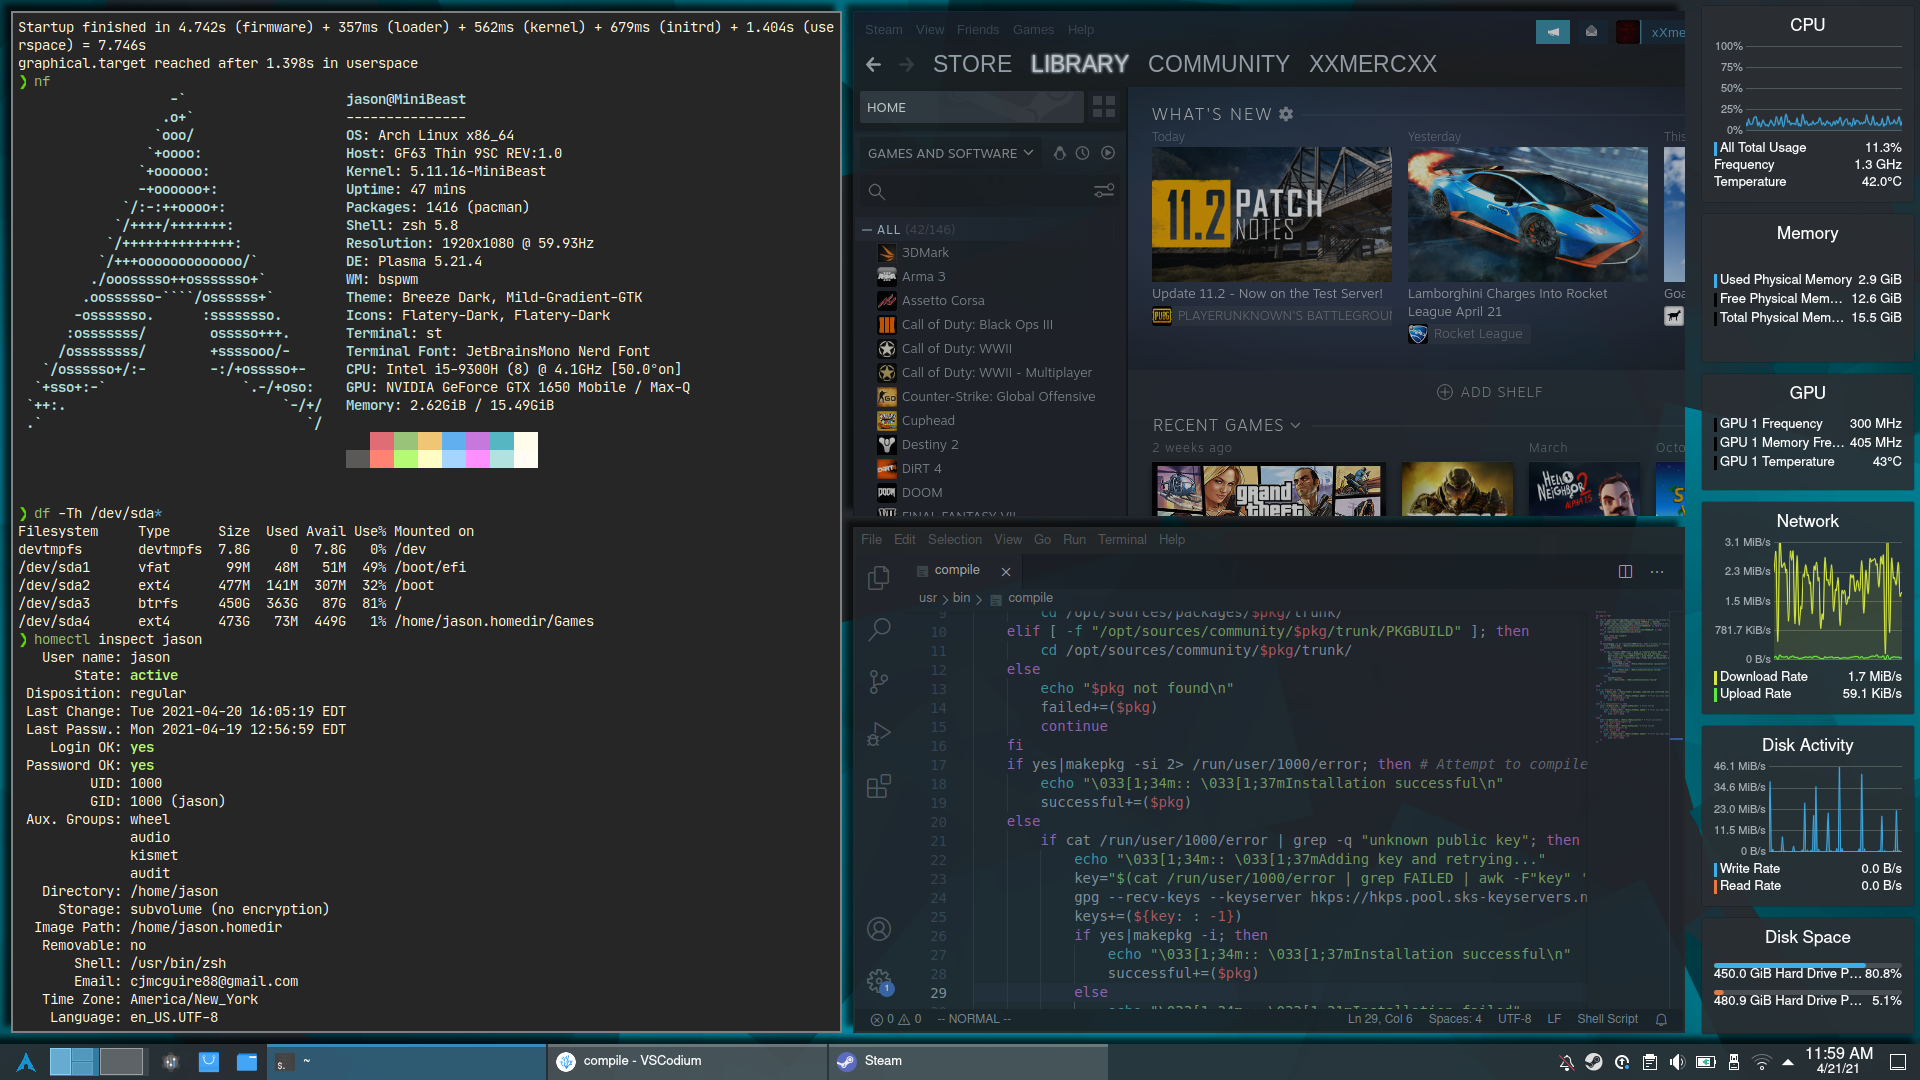 Startup finished in 4.742s (firmware) + 357ms (loader) + 562ms (kernel) + 679ms (initrd) + 1.404s (use
rspace) = 7.746s
graphical.target reached after 1.398s in userspace
❯ nf
jason@MiniBeast
---------------
OS: Arch Linux x86_64
Host: GF63 Thin 9SC REV:1.0
Kernel: 5.11.16-MiniBeast
Uptime: 47 mins
Packages: 1416 (pacman)
Shell: zsh 5.8
Resolution: 1920x1080 @ 59.93Hz
DE: Plasma 5.21.4
WM: bspwm
Theme: Breeze Dark, Mild-Gradient-GTK
Icons: Flatery-Dark, Flatery-Dark
Terminal: st
Terminal Font: JetBrainsMono Nerd Font
CPU: Intel i5-9300H (8) @ 4.1GHz [50.0°on]
GPU: NVIDIA GeForce GTX 1650 Mobile / Max-Q
Memory: 2.62GiB / 15.49GiB
❯ df -Th /dev/sda*
Filesystem     Type      Size  Used Avail Use% Mounted on
devtmpfs       devtmpfs  7.8G     0  7.8G   0% /dev
/dev/sda1      vfat       99M   48M   51M  49% /boot/efi
/dev/sda2      ext4      477M  141M  307M  32% /boot
/dev/sda3      btrfs     450G  363G   87G  81% /
/dev/sda4      ext4      473G   73M  449G   1% /home/jason.homedir/Games
❯ homectl inspect jason
User name: jason
State: active
Disposition: regular
Last Change: Tue 2021-04-20 16:05:19 EDT
Last Passw.: Mon 2021-04-19 12:56:59 EDT
Login OK: yes
Password OK: yes
UID: 1000
GID: 1000 (jason)
Aux. Groups: wheel
audio
kismet
audit
Directory: /home/jason
Storage: subvolume (no encryption)
Image Path: /home/jason.homedir
Removable: no
Shell: /usr/bin/zsh
Email: cjmcguire88@gmail.com
Time Zone: America/New_York
Language: en_US.UTF-8
Steam View Friends Games Help
xXme
STORE LIBRARY COMMUNITY XXMERCXX
HOME
GAMES AND SOFTWARE
ALL (42/146)
3DMark
Arma 3
Assetto Corsa
Call of Duty: Black Ops III
Call of Duty: WWII
Call of Duty: WWII - Multiplayer
Counter-Strike: Global Offensive
Cuphead
Destiny 2
DiRT 4
DOOM
FINAL FANTASY VII
WHAT'S NEW
Today
Yesterday
This
11.2 PATCH NOTES
Update 11.2 - Now on the Test Server!
PUBG PLAYERUNKNOWN'S BATTLEGROUN
Lamborghini Charges Into Rocket
League April 21
Rocket League
Goa
ADD SHELF
RECENT GAMES
2 weeks ago
March
Octo
grand theft
HELLO NEIGHBOR 2
File Edit Selection View Go Run Terminal Help
compile
usr > bin > compile
9 cd /opt/sources/packages/$pkg/trunk/
10 elif [ -f "/opt/sources/community/$pkg/trunk/PKGBUILD" ]; then
11 cd /opt/sources/community/$pkg/trunk/
12 else
13 echo "$pkg not found\n"
14 failed+=($pkg)
15 continue
16 fi
17 if yes|makepkg -si 2> /run/user/1000/error; then # Attempt to compile
18 echo "\033[1;34m:: \033[1;37mInstallation successful\n"
19 successful+=($pkg)
20 else
21 if cat /run/user/1000/error | grep -q "unknown public key"; then
22 echo "\033[1;34m:: \033[1;37mAdding key and retrying..."
23 key="$(cat /run/user/1000/error | grep FAILED | awk -F"key" '
24 gpg --recv-keys --keyserver hkps://hkps.pool.sks-keyservers.n
25 keys+=(${key: : -1})
26 if yes|makepkg -i; then
27 echo "\033[1;34m:: \033[1;37mInstallation successful\n"
28 successful+=($pkg)
29 else
echo "\033[1;34m:: \033[1;31mInstallation failed"
0 0 -- NORMAL -- Ln 29, Col 6 Spaces: 4 UTF-8 LF Shell Script
CPU
100%
75%
50%
25%
0%
All Total Usage 11.3%
Frequency 1.3 GHz
Temperature 42.0°C
Memory
Used Physical Memory 2.9 GiB
Free Physical Mem... 12.6 GiB
Total Physical Mem... 15.5 GiB
GPU
GPU 1 Frequency 300 MHz
GPU 1 Memory Fre... 405 MHz
GPU 1 Temperature 43°C
Network
3.1 MiB/s
2.3 MiB/s
1.5 MiB/s
781.7 KiB/s
0 B/s
Download Rate 1.7 MiB/s
Upload Rate 59.1 KiB/s
Disk Activity
46.1 MiB/s
34.6 MiB/s
23.0 MiB/s
11.5 MiB/s
0 B/s
Write Rate 0.0 B/s
Read Rate 0.0 B/s
Disk Space
450.0 GiB Hard Drive P... 80.8%
480.9 GiB Hard Drive P... 5.1%
~
compile - VSCodium
Steam
11:59 AM
4/21/21